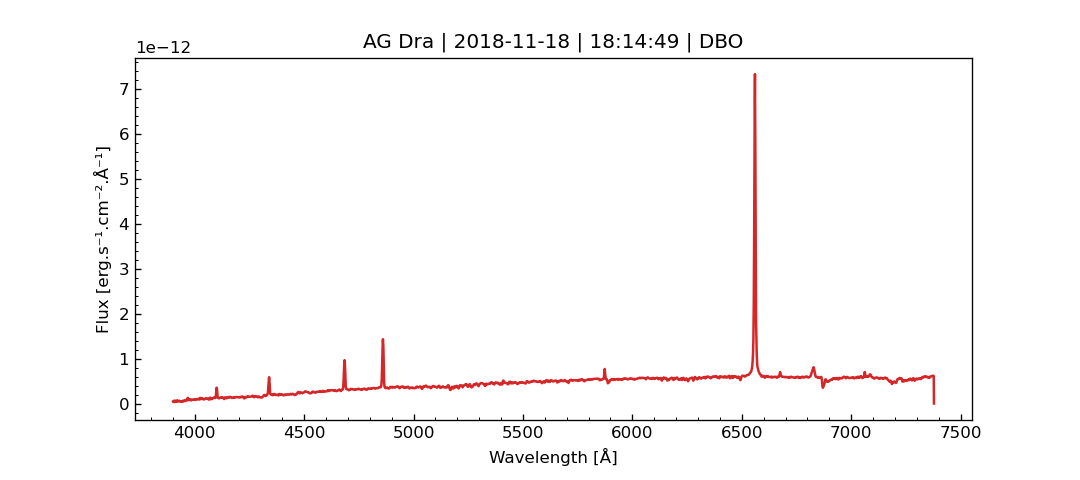 AG Dra | 2018-11-18 | 18:14:49 | DBO
1e−12
7
6
5
4
3
2
1
0
Flux [erg.s⁻¹.cm⁻².Å⁻¹]
4000 4500 5000 5500 6000 6500 7000 7500
Wavelength [Å]